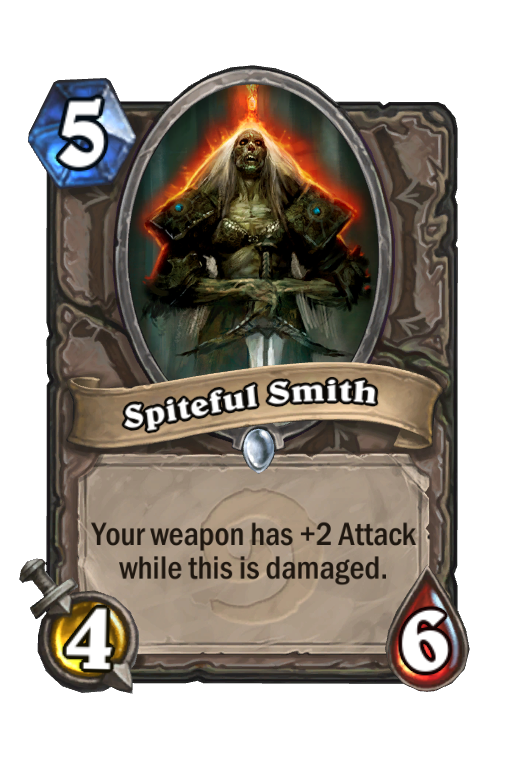 5
Spiteful Smith
Your weapon has +2 Attack
while this is damaged.
4
6